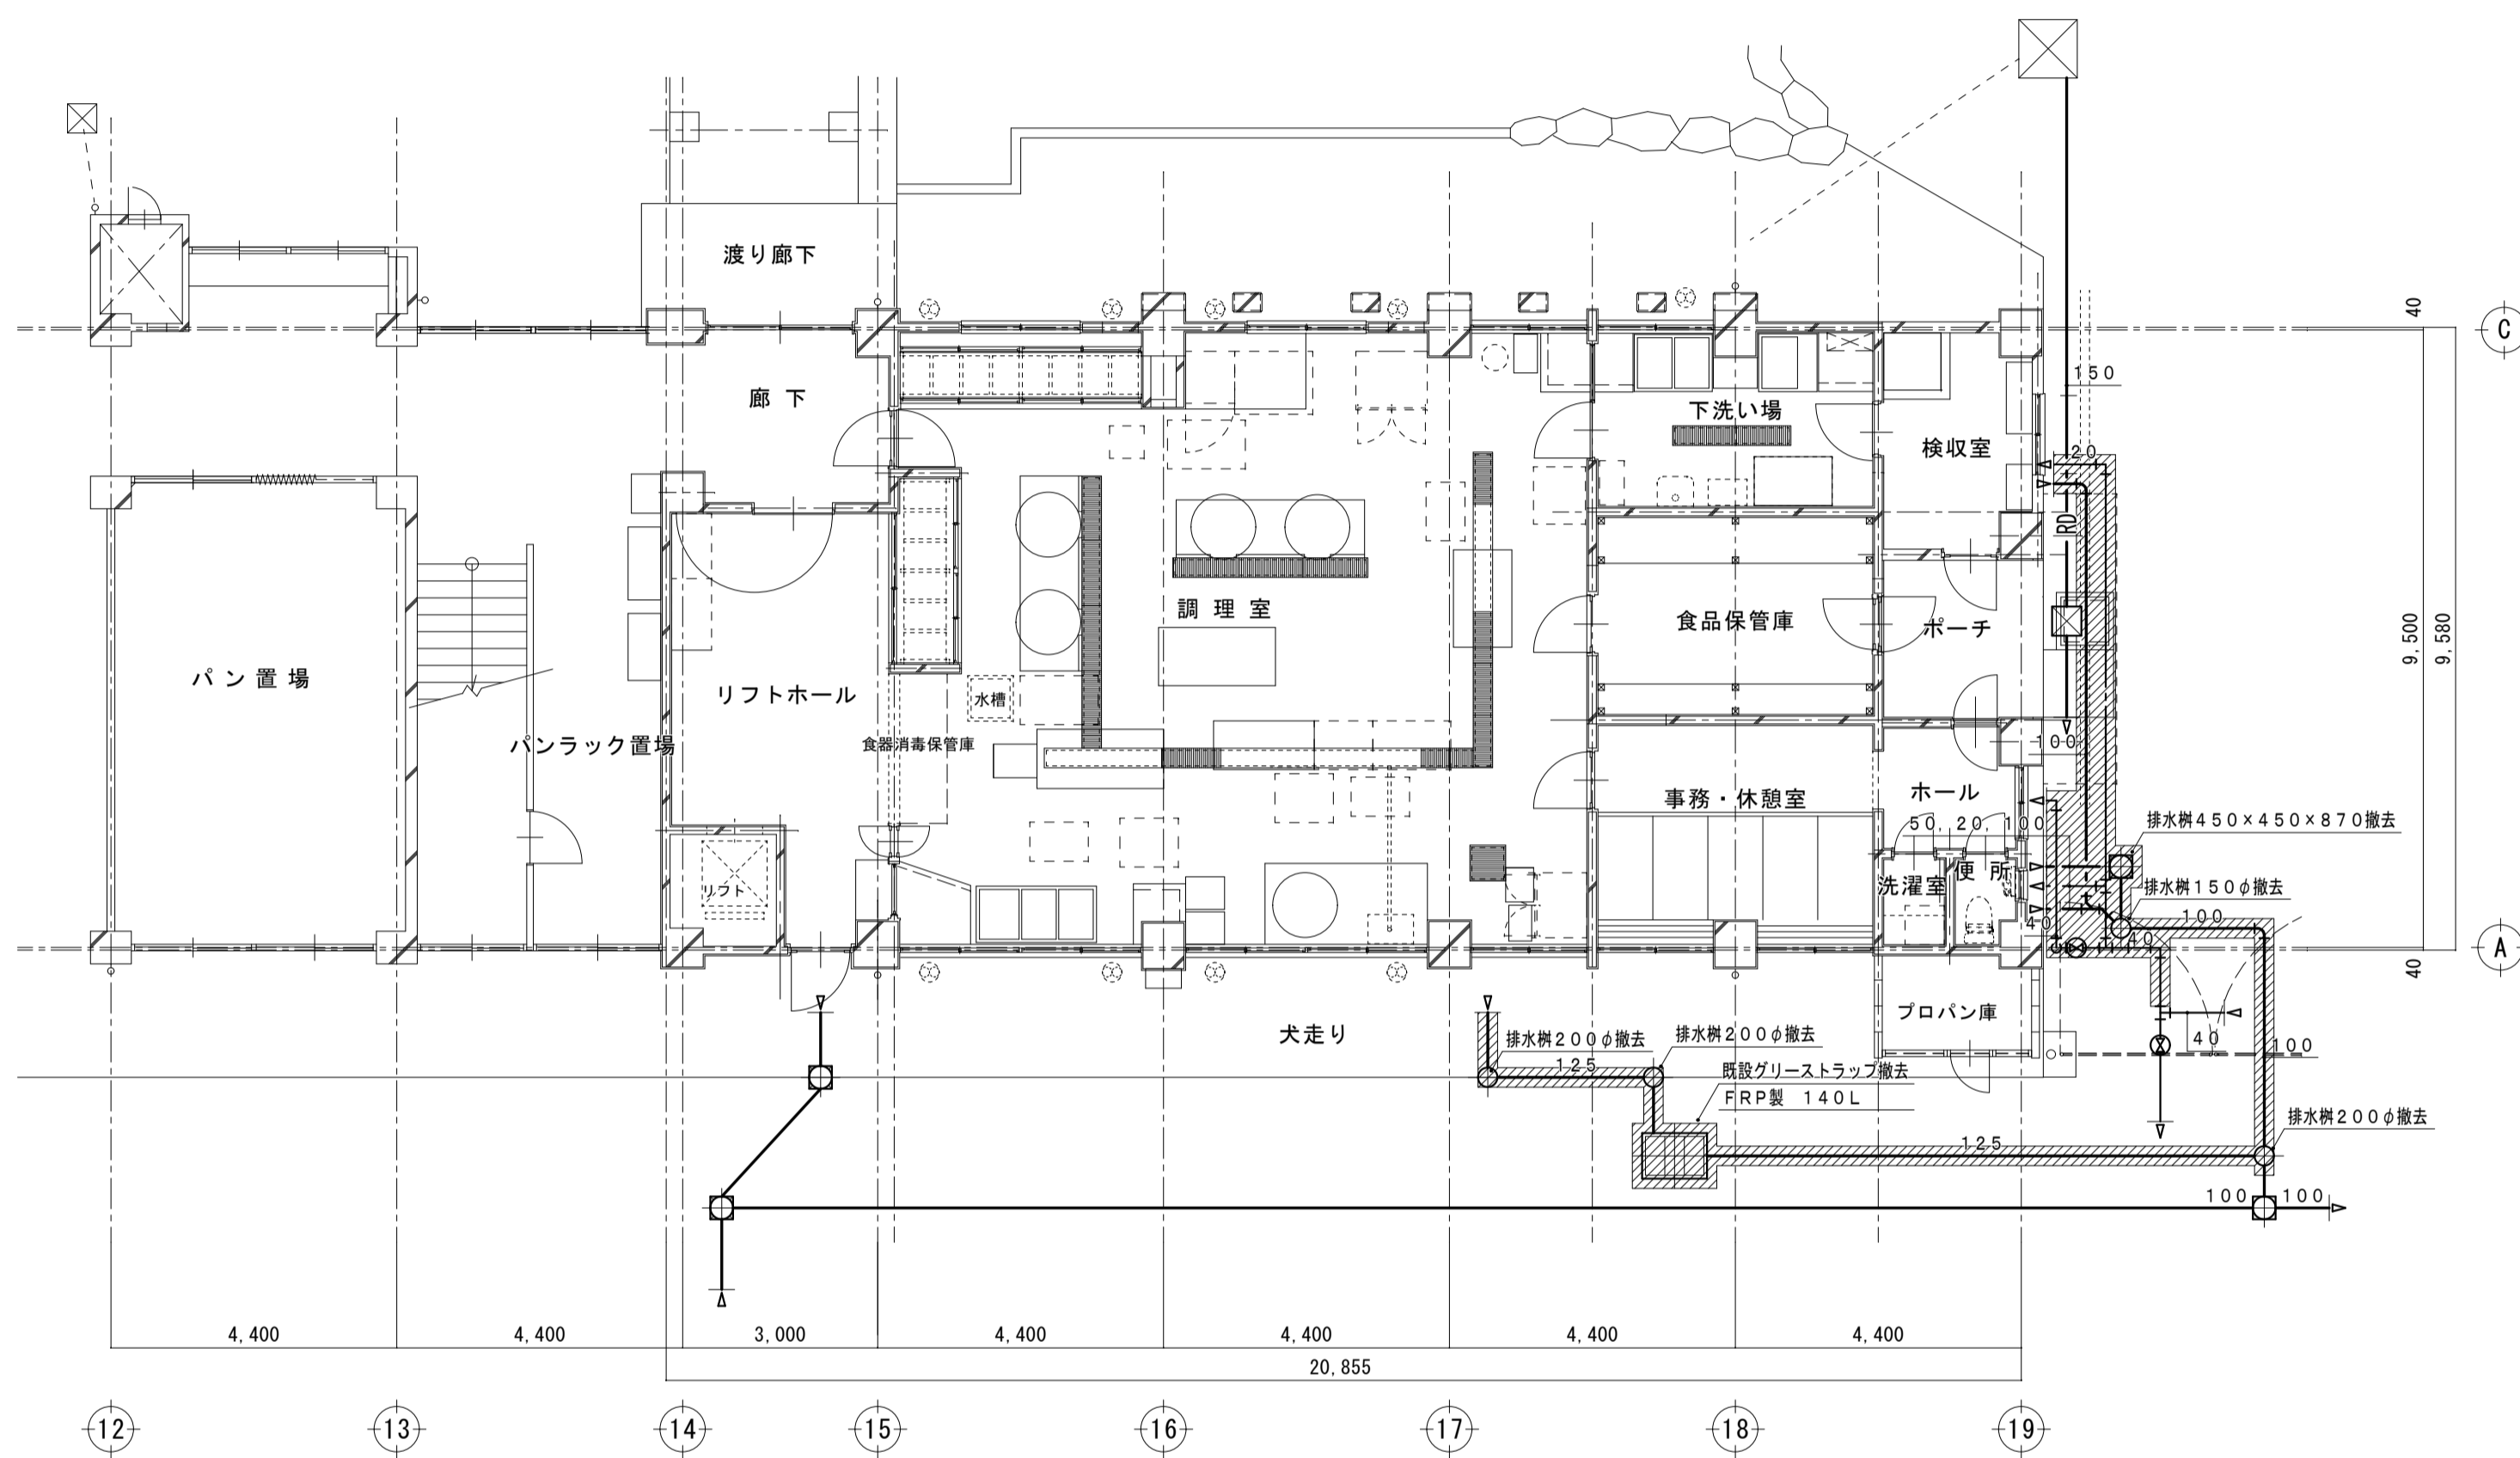 渡り廊下
40
C
150
廊 下
下洗い場
検収室
20
RD
調 理 室
食品保管庫
ポーチ
9,500
9,580
パン置場
リフトホール
水槽
パンラック置場
食器消毒保管庫
100
事務・休憩室
ホール
50, 20, 100
排水桝450×450×870撤去
リフト
洗濯室
便 所
排水桝150φ撤去
100
40
40
A
40
プロパン庫
犬走り
排水桝200φ撤去
排水桝200φ撤去
40
100
125
既設グリーストラップ撤去
FRP製 140L
排水桝200φ撤去
125
100
100
4,400
4,400
3,000
4,400
4,400
4,400
4,400
20,855
12
13
14
15
16
17
18
19